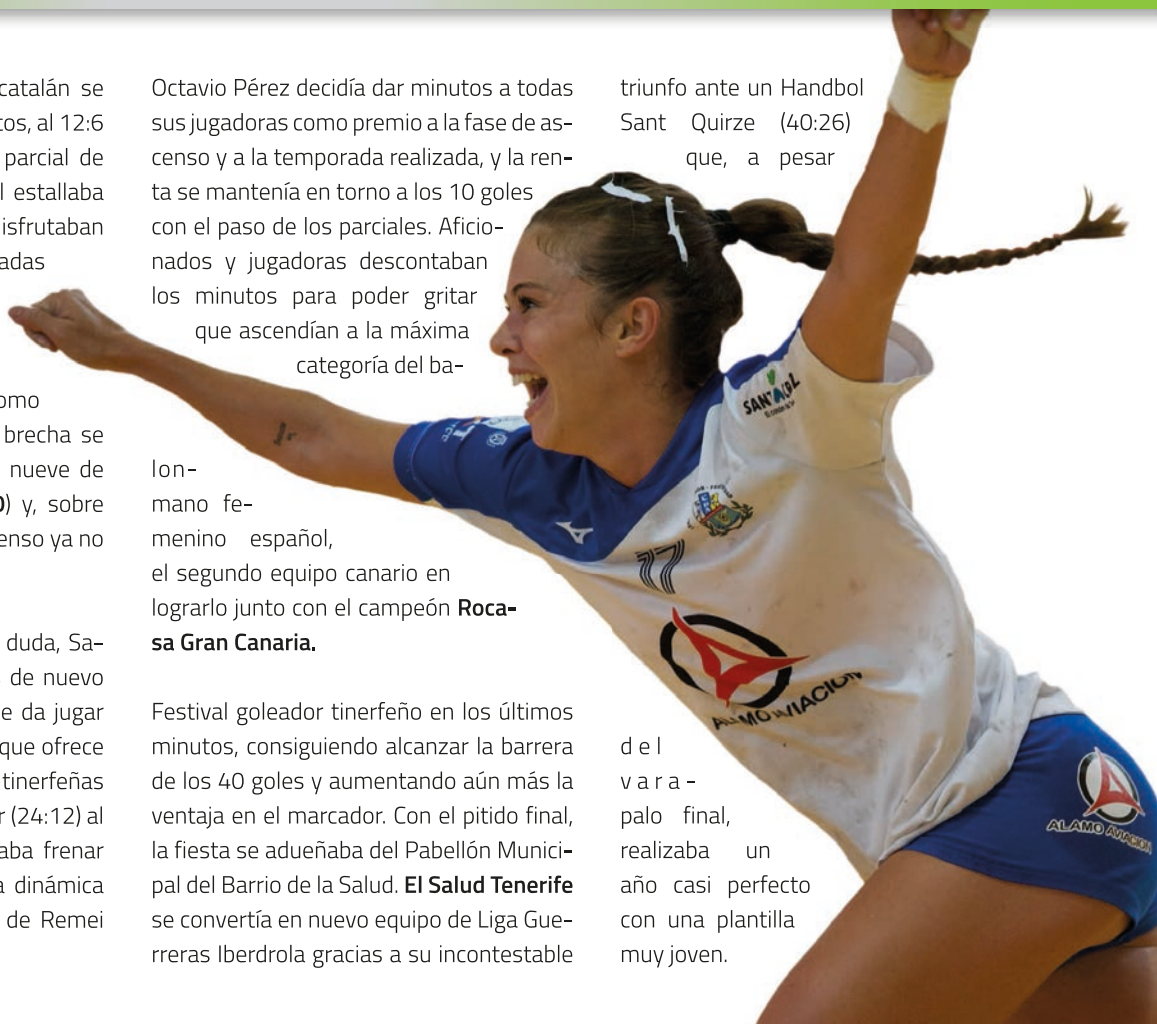 catalán se
tos, al 12:6
parcial de
l estallaba
isfrutaban
adas
omo
brecha se
nueve de
0) y, sobre
enso ya no
duda, Sa-
de nuevo
e da jugar
que ofrece
tinerfeñas
r (24:12) al
aba frenar
a dinámica
de Remei
Octavio Pérez decidía dar minutos a todas
sus jugadoras como premio a la fase de as-
censo y a la temporada realizada, y la ren-
ta se mantenía en torno a los 10 goles
con el paso de los parciales. Aficio-
nados y jugadoras descontaban
los minutos para poder gritar
que ascendían a la máxima
categoría del ba-
lon-
mano fe-
menino español,
el segundo equipo canario en
lograrlo junto con el campeón Roca-
sa Gran Canaria.
Festival goleador tinerfeño en los últimos
minutos, consiguiendo alcanzar la barrera
de los 40 goles y aumentando aún más la
ventaja en el marcador. Con el pitido final,
la fiesta se adueñaba del Pabellón Munici-
pal del Barrio de la Salud. El Salud Tenerife
se convertía en nuevo equipo de Liga Gue-
rreras Iberdrola gracias a su incontestable
triunfo ante un Handbol
Sant Quirze (40:26)
que, a pesar
del
vara-
palo final,
realizaba un
año casi perfecto
con una plantilla
muy joven.
17
ALAMO AVIACION